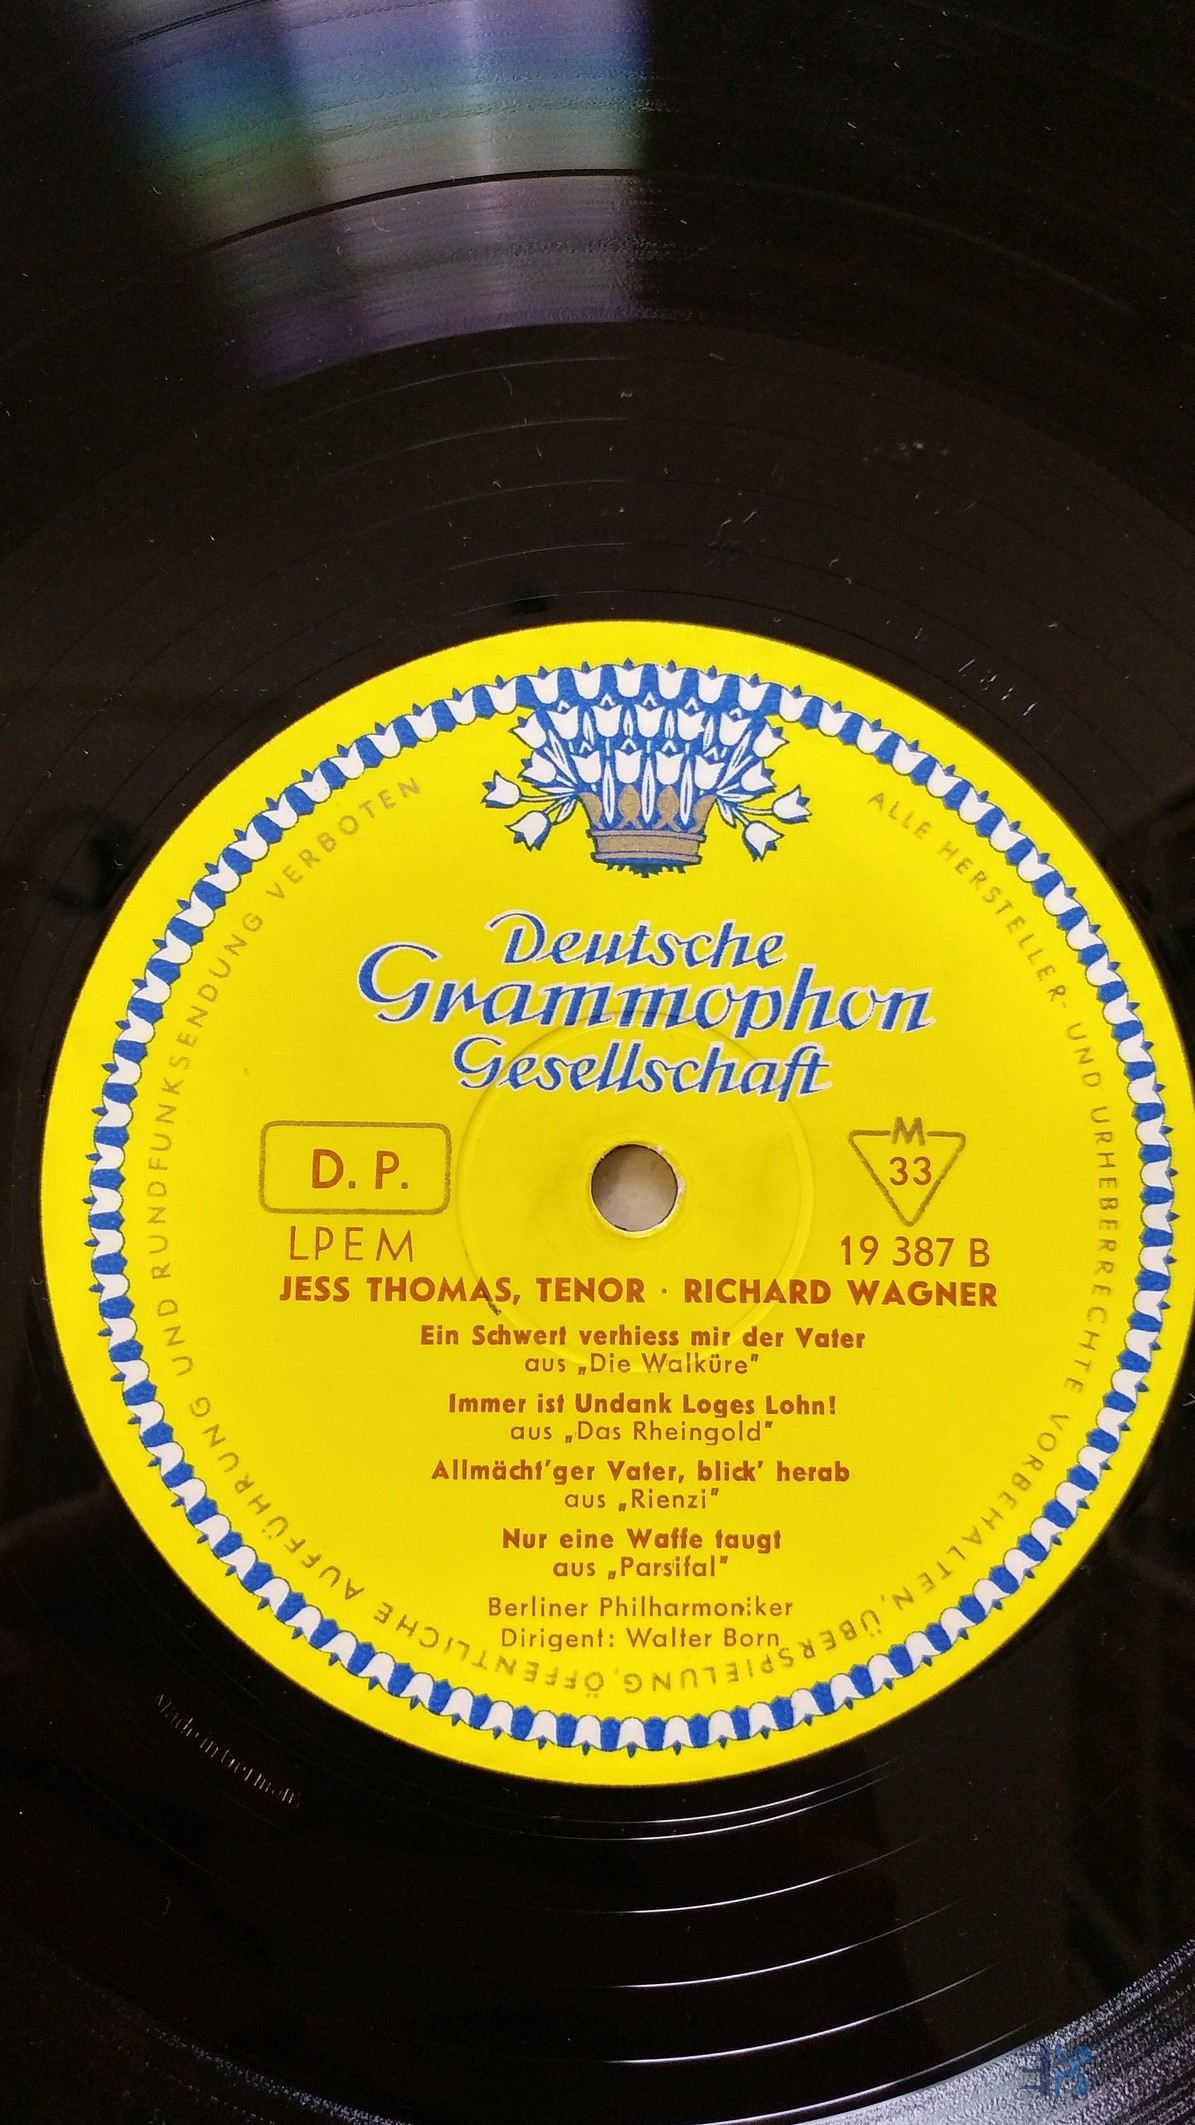 Deutsche
Grammophon
Gesellschaft
D. P.
M
33
LPEM
19 387 B
JESS THOMAS, TENOR · RICHARD WAGNER
Ein Schwert verhiess mir der Vater
aus „Die Walküre"
Immer ist Undank Loges Lohn!
aus „Das Rheingold"
Allmächt'ger Vater, blick' herab
aus „Rienzi"
Nur eine Waffe taugt
aus „Parsifal"
Berliner Philharmoniker
Dirigent: Walter Born
ALLE HERSTELLER- UND URHEBERRECHTE VORBEHALTEN, ÜBERSPIELUNG, ÖFFENTLICHE AUFFÜHRUNG UND RUNDFUNKSENDUNG VERBOTEN
Made in Germany